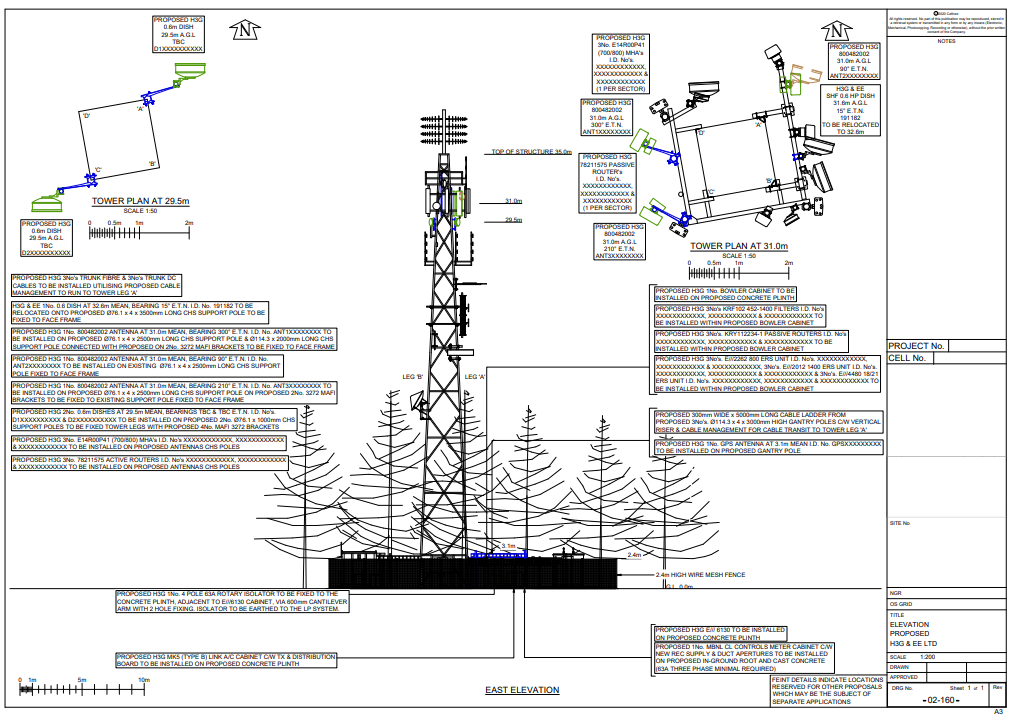 PROPOSED H3G
0.6m DISH
29.5m A.G.L
TBC
D1XXXXXXXXXX
N
'A'
'D'
'B'
'C'
TOWER PLAN AT 29.5m
SCALE 1:50
0 0.5m 1m 2m
PROPOSED H3G
0.6m DISH
29.5m A.G.L
TBC
D2XXXXXXXXXX
PROPOSED H3G 3No's TRUNK FIBRE & 3No's TRUNK DC
CABLES TO BE INSTALLED UTILISING PROPOSED CABLE
MANAGEMENT TO RUN TO TOWER LEG 'A'
H3G & EE 1No. 0.6 DISH AT 32.6m MEAN, BEARING 15° E.T.N. I.D No. 191182 TO BE
RELOCATED ONTO PROPOSED Ø76.1 x 4 x 3500mm LONG CHS SUPPORT POLE TO BE
FIXED TO FACE FRAME
PROPOSED H3G 1No. 800482002 ANTENNA AT 31.0m MEAN, BEARING 300° E.T.N. I.D. No. ANT1XXXXXXXX TO
BE INSTALLED ON PROPOSED Ø76.1 x 4 x 2500mm LONG CHS SUPPORT POLE & Ø114.3 x 2000mm LONG CHS
SUPPORT POLE CONNECTED WITH PROPOSED ON 2No. 3272 MAFI BRACKETS TO BE FIXED TO FACE FRAME
PROPOSED H3G 1No. 800482002 ANTENNA AT 31.0m MEAN, BEARING 90° E.T.N. I.D. No.
ANT2XXXXXXXX TO BE INSTALLED ON EXISTING Ø76.1 x 4 x 2500mm LONG CHS SUPPORT
POLE FIXED TO FACE FRAME
PROPOSED H3G 1No. 800482002 ANTENNA AT 31.0m MEAN, BEARING 210° E.T.N. I.D No. ANT3XXXXXXXX TO
BE INSTALLED ON PROPOSED Ø76.1 x 4 x 2500mm LONG CHS SUPPORT POLE ON PROPOSED 2No. 3272 MAFI
BRACKETS TO BE FIXED TO EXISTING SUPPORT POLE FIXED TO FACE FRAME
PROPOSED H3G 2No. 0.6m DISHES AT 29.5m MEAN, BEARINGS TBC & TBC E.T.N I.D No's.
D1XXXXXXXXXX & D2XXXXXXXXXX TO BE INSTALLED ON PROPOSED 2No. Ø76.1 x 1000mm CHS
SUPPORT POLES TO BE FIXED TOWER LEGS WITH PROPOSED 4No. MAFI 3272 BRACKETS
PROPOSED H3G 3No. E14R00P41 (700/800) MHA's I.D. No's XXXXXXXXXXXX, XXXXXXXXXXXX
& XXXXXXXXXXXX TO BE INSTALLED ON PROPOSED ANTENNAS CHS POLES
PROPOSED H3G 3No. 78211575 ACTIVE ROUTERS I.D. No's XXXXXXXXXXXX, XXXXXXXXXXXX
& XXXXXXXXXXXX TO BE INSTALLED ON PROPOSED ANTENNAS CHS POLES
TOP OF STRUCTURE 35.0m
31.0m
29.5m
LEG 'B'
LEG 'A'
3.1m
2.4m
2.4m HIGH WIRE MESH FENCE
G.L. 0.0m
PROPOSED H3G
3No. E14R00P41
(700/800) MHA's
I.D. No's.
XXXXXXXXXXXX,
XXXXXXXXXXXX &
XXXXXXXXXXXX
(1 PER SECTOR)
PROPOSED H3G
800482002
31.0m A.G.L
300° E.T.N.
ANT1XXXXXXXX
PROPOSED H3G
78211575 PASSIVE
ROUTER's
I.D. No's.
XXXXXXXXXXXX,
XXXXXXXXXXXX &
XXXXXXXXXXXX
(1 PER SECTOR)
PROPOSED H3G
800482002
31.0m A.G.L
210° E.T.N.
ANT3XXXXXXXX
N
PROPOSED H3G
800482002
31.0m A.G.L
90° E.T.N.
ANT2XXXXXXXX
H3G & EE
SHF 0.6 HP DISH
31.6m A.G.L
15° E.T.N.
191182
TO BE RELOCATED
TO 32.6m
'D'
'A'
'B'
'C'
TOWER PLAN AT 31.0m
SCALE 1:50
0 0.5m 1m 2m
PROPOSED H3G 1No. BOWLER CABINET TO BE
INSTALLED ON PROPOSED CONCRETE PLINTH
PROPOSED H3G 3No's KRF102 452-1400 FILTERS I.D No's
XXXXXXXXXXXX, XXXXXXXXXXXX & XXXXXXXXXXXX TO
BE INSTALLED WITHIN PROPOSED BOWLER CABINET
PROPOSED H3G 3No's. KRY112234-1 PASSIVE ROUTERS I.D No's
XXXXXXXXXXXX, XXXXXXXXXXXX & XXXXXXXXXXXX TO BE
INSTALLED WITHIN PROPOSED BOWLER CABINET
PROPOSED H3G 3No's. E///2262 800 ERS UNIT I.D No's. XXXXXXXXXXXX,
XXXXXXXXXXXX & XXXXXXXXXXXX, 3No's. E///2012 1400 ERS UNIT I.D No's.
XXXXXXXXXXXX, XXXXXXXXXXXX & XXXXXXXXXXXX & 3No's. E///4480 18/21
ERS UNIT I.D No's. XXXXXXXXXXXX, XXXXXXXXXXXX & XXXXXXXXXXXX TO
BE INSTALLED WITHIN PROPOSED BOWLER CABINET
PROPOSED 300mm WIDE x 5000mm LONG CABLE LADDER FROM
PROPOSED 3No's. Ø114.3 x 4 x 3000mm HIGH GANTRY POLES C/W VERTICAL
RISER & CABLE MANAGEMENT FOR CABLE TRANSIT TO TOWER LEG 'A'
PROPOSED H3G 1No. GPS ANTENNA AT 3.1m MEAN I.D No. GPSXXXXXXXXX
TO BE INSTALLED ON PROPOSED GANTRY POLE
PROPOSED H3G 1No. 4 POLE 63A ROTARY ISOLATOR TO BE FIXED TO THE
CONCRETE PLINTH, ADJACENT TO E///6130 CABINET, VIA 600mm CANTILEVER
ARM WITH 2 HOLE FIXING. ISOLATOR TO BE EARTHED TO THE LP SYSTEM.
PROPOSED H3G MK5 (TYPE B) LINK A/C CABINET C/W TX & DISTRIBUTION
BOARD TO BE INSTALLED ON PROPOSED CONCRETE PLINTH
PROPOSED H3G E/// 6130 TO BE INSTALLED
ON PROPOSED CONCRETE PLINTH
PROPOSED 1No. MBNL CL CONTROLS METER CABINET C/W
NEW REC SUPPLY & DUCT APERTURES TO BE INSTALLED
ON PROPOSED IN-GROUND ROOT AND CAST CONCRETE
(63A THREE PHASE MINIMAL REQUIRED)
0 1m 5m 10m
EAST ELEVATION
FEINT DETAILS INDICATE LOCATIONS
RESERVED FOR OTHER PROPOSALS
WHICH MAY BE THE SUBJECT OF
SEPARATE APPLICATIONS
All rights reserved. No part of this publication may be reproduced, stored in
a retrieval system or transmitted in any form or by any means (Electronic,
Mechanical, Photocopying, Recording or otherwise), without the prior written
consent of the Company.
NOTES
PROJECT No.
CELL No.
SITE No
NGR
OS GRID
TITLE
ELEVATION
PROPOSED
H3G & EE LTD
SCALE 1:200
DRAWN
APPROVED
DRG No. Sheet 1 of 1 Rev
- 02-160 -
A3